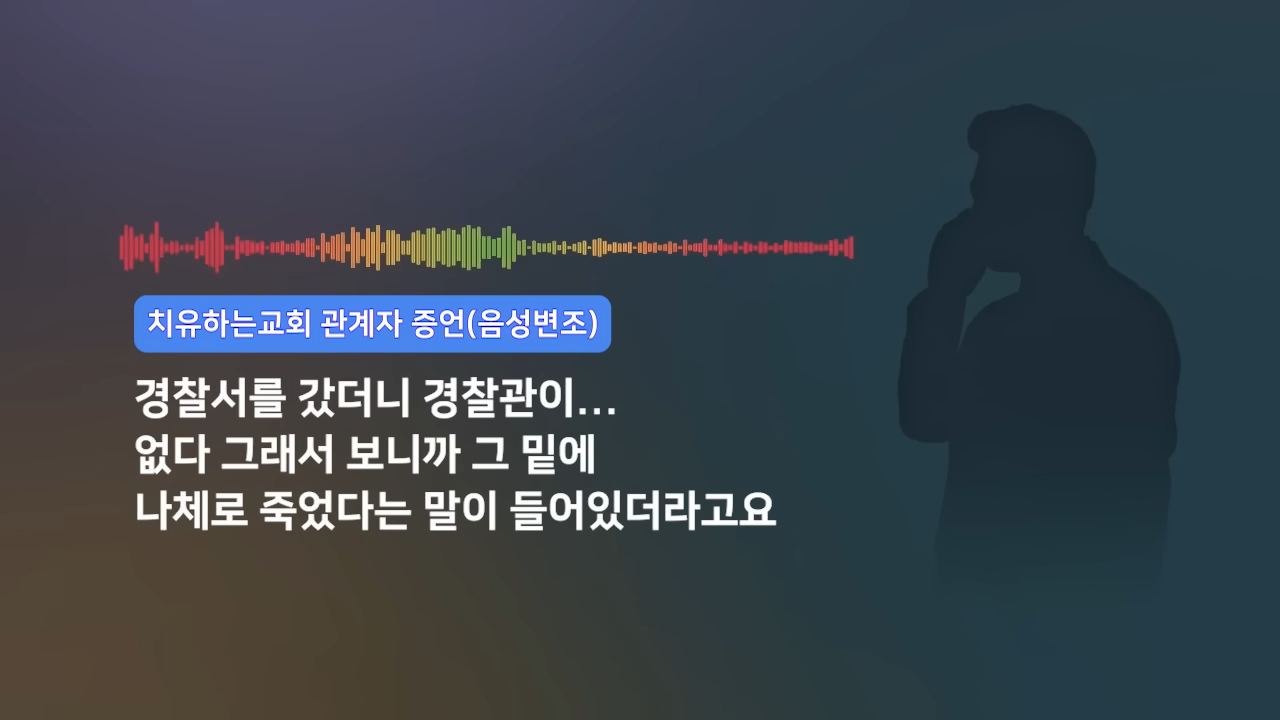 치유하는교회 관계자 증언(음성변조)
경찰서를 갔더니 경찰관이...
없다 그래서 보니까 그 밑에
나체로 죽었다는 말이 들어있더라고요